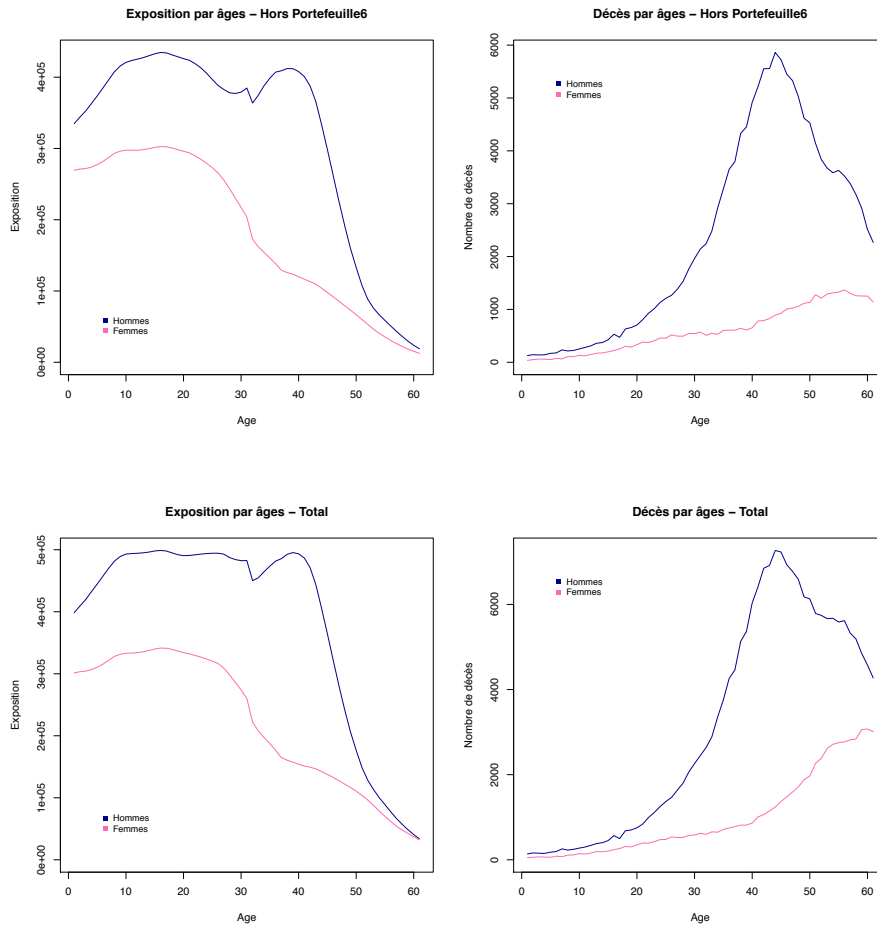 Exposition par âges – Hors Portefeuille6
Exposition
0e+00
1e+05
2e+05
3e+05
4e+05
Hommes
Femmes
0 10 20 30 40 50 60
Age
Décès par âges – Hors Portefeuille6
Nombre de décès
0
1000
2000
3000
4000
5000
6000
Hommes
Femmes
0 10 20 30 40 50 60
Age
Exposition par âges – Total
Exposition
0e+00
1e+05
2e+05
3e+05
4e+05
5e+05
Hommes
Femmes
0 10 20 30 40 50 60
Age
Décès par âges – Total
Nombre de décès
0
2000
4000
6000
Hommes
Femmes
0 10 20 30 40 50 60
Age